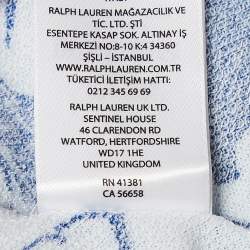 RALPH LAUREN MAĞAZACILIK VE
TİC. LTD. ŞTİ
ESENTEPE KASAP SOK. ALTINAY İŞ
MERKEZİ NO:8-10 K:4 34360
ŞİŞLİ – İSTANBUL
WWW.RALPHLAUREN.COM.TR
TÜKETİCİ İLETİŞİM HATTI:
0212 345 69 69
RALPH LAUREN UK LTD.
SENTINEL HOUSE
46 CLARENDON RD
WATFORD, HERTFORDSHIRE
WD17 1HE
UNITED KINGDOM
RN 41381
CA 56658